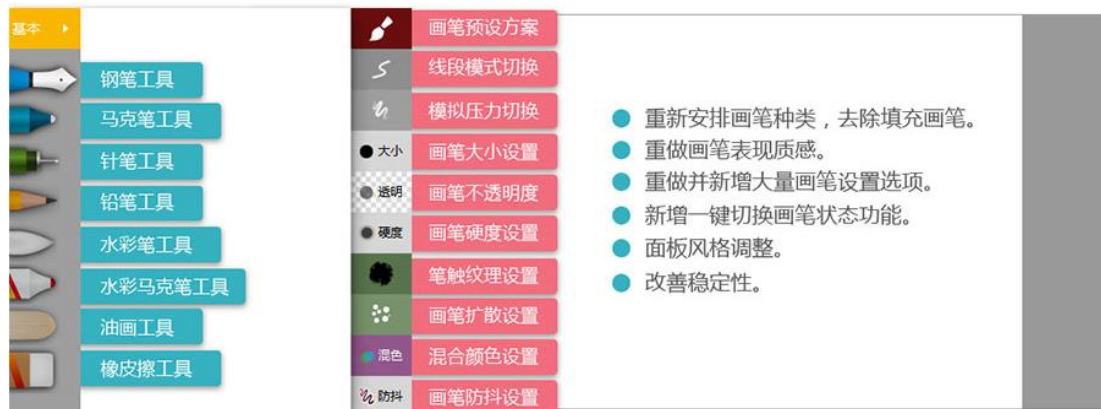 基本
钢笔工具
马克笔工具
针笔工具
铅笔工具
水彩笔工具
水彩马克笔工具
油画工具
橡皮擦工具
画笔预设方案
线段模式切换
模拟压力切换
大小 画笔大小设置
透明 画笔不透明度
硬度 画笔硬度设置
笔触纹理设置
画笔扩散设置
混色 混合颜色设置
防抖 画笔防抖设置
重新安排画笔种类，去除填充画笔。
重做画笔表现质感。
重做并新增大量画笔设置选项。
新增一键切换画笔状态功能。
面板风格调整。
改善稳定性。